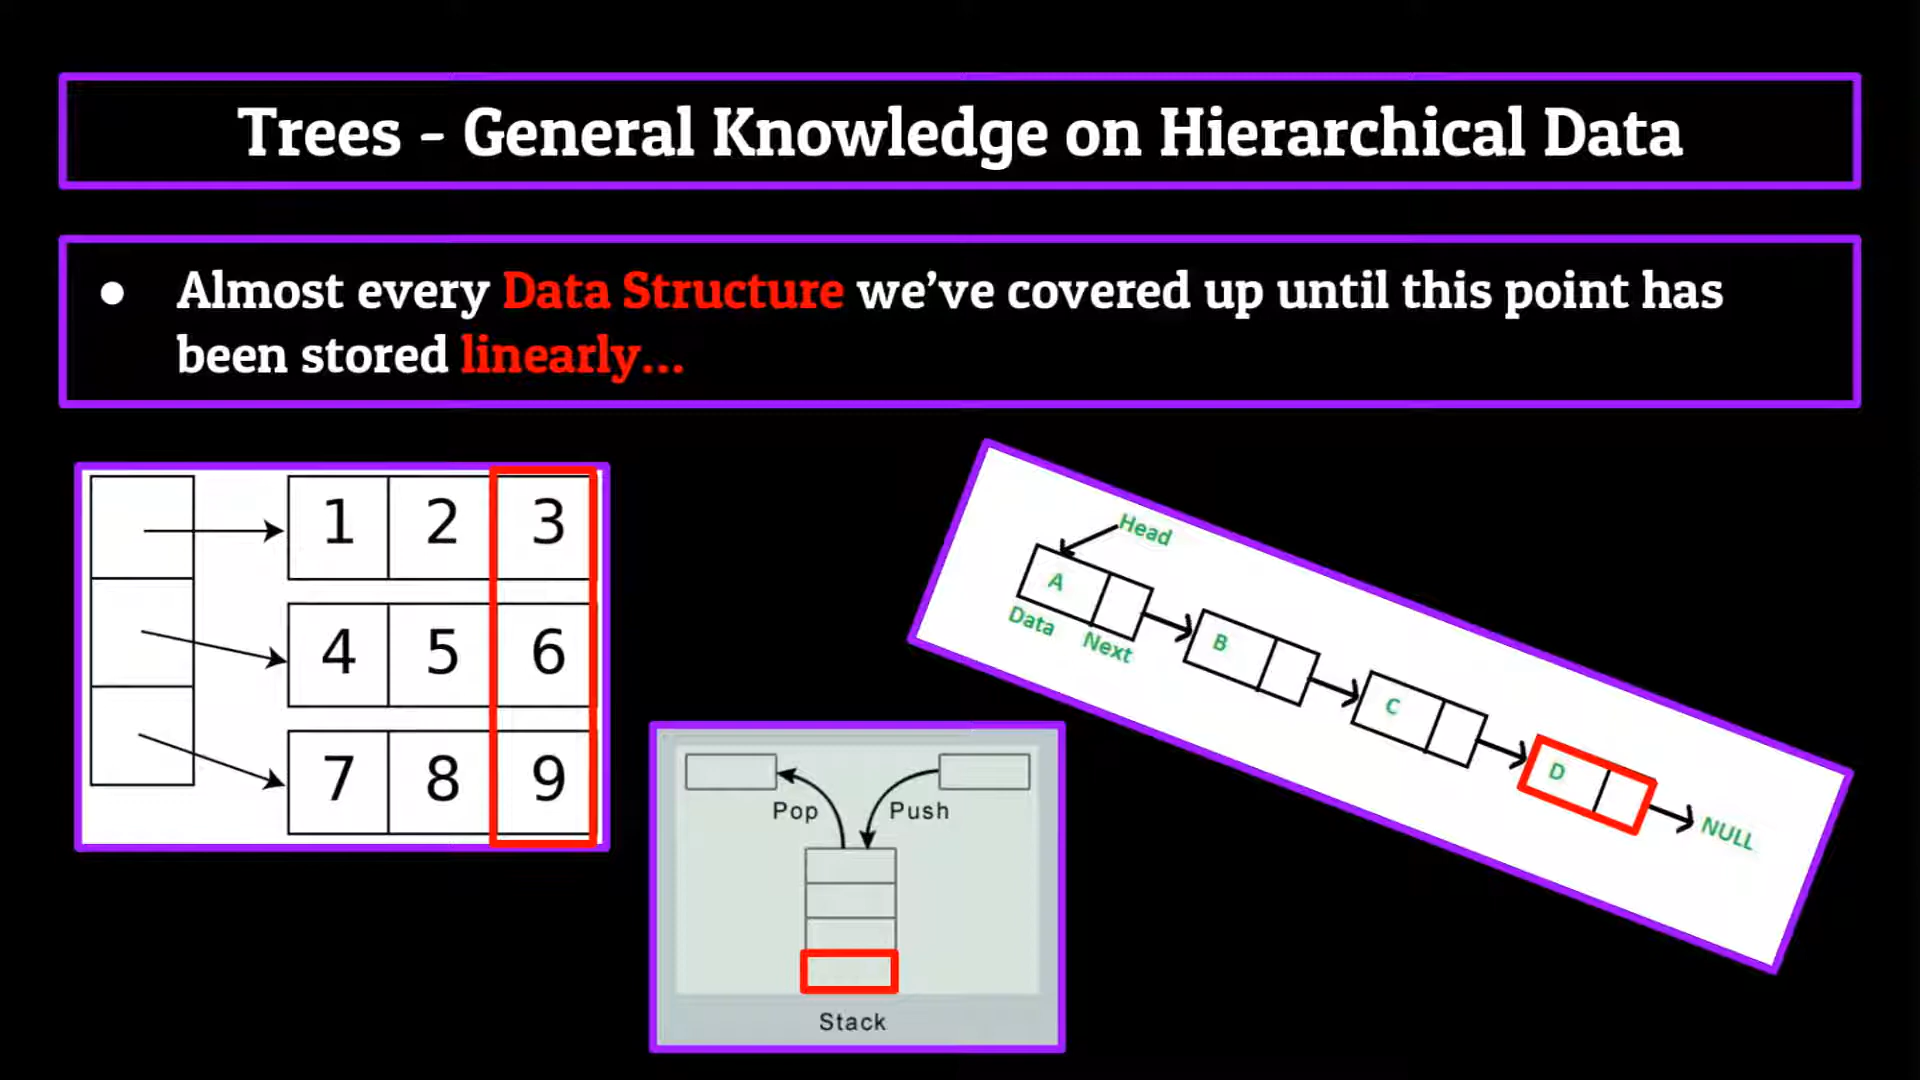 Trees - General Knowledge on Hierarchical Data
● Almost every Data Structure we've covered up until this point has
been stored linearly...
1 2 3
4 5 6
7 8 9
Pop Push
Stack
Head
A
Data Next
B
C
D
NULL